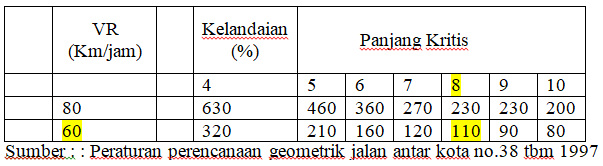 VR (Km/jam) Kelandaian (%) Panjang Kritis
4 5 6 7 8 9 10
80 630 460 360 270 230 230 200
60 320 210 160 120 110 90 80
Sumber ; : Peraturan perencanaan geometrik jalan antar kota no.38 tbm 1997